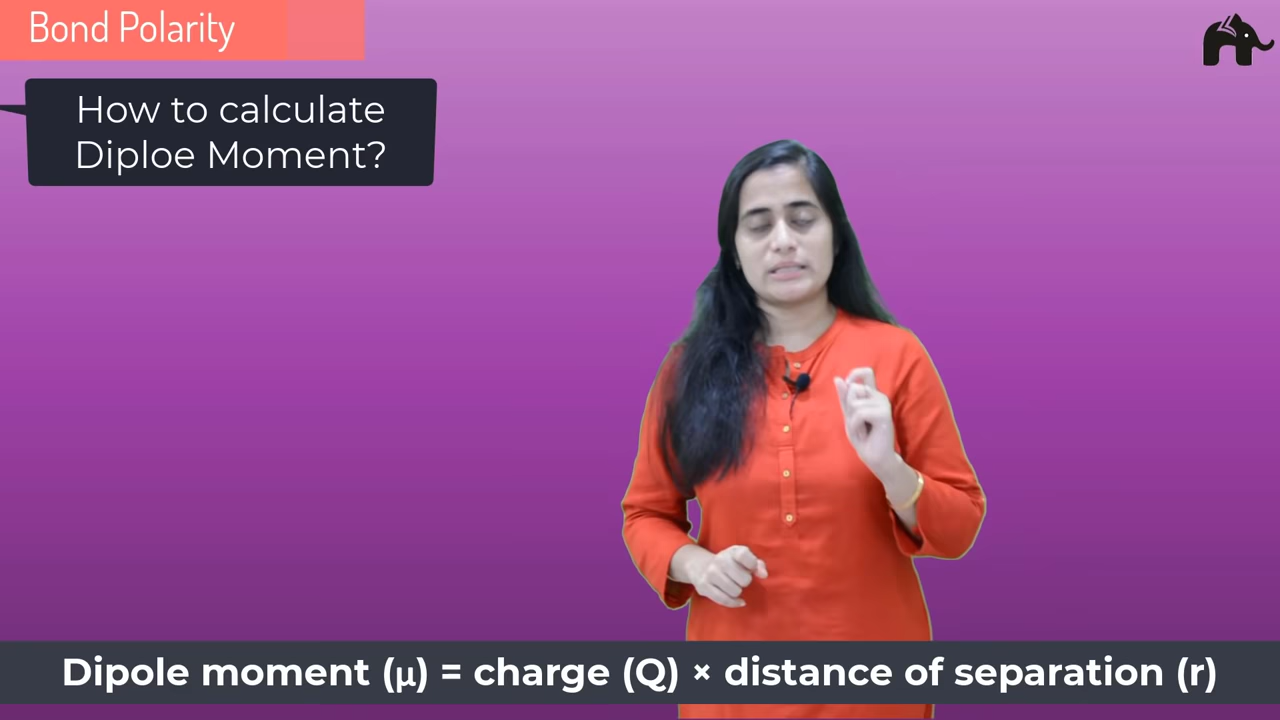 Bond Polarity
How to calculate
Diploe Moment?
Dipole moment (μ) = charge (Q) × distance of separation (r)